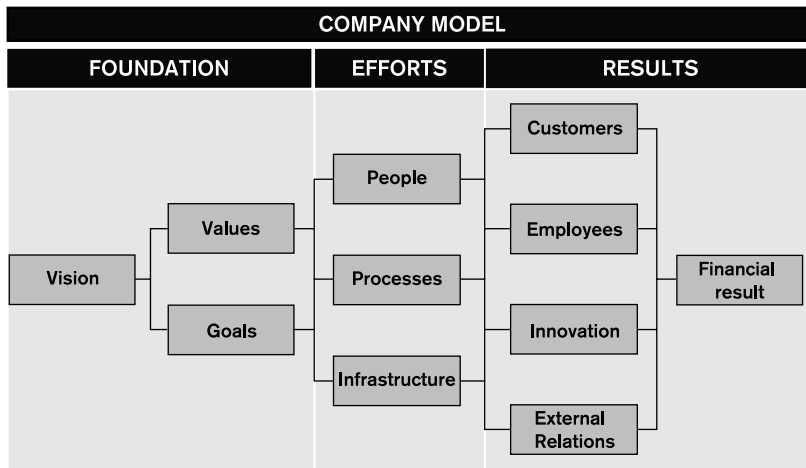 COMPANY MODEL
FOUNDATION
EFFORTS
RESULTS
Vision
Values
Goals
People
Processes
Infrastructure
Customers
Employees
Innovation
External
Relations
Financial
result